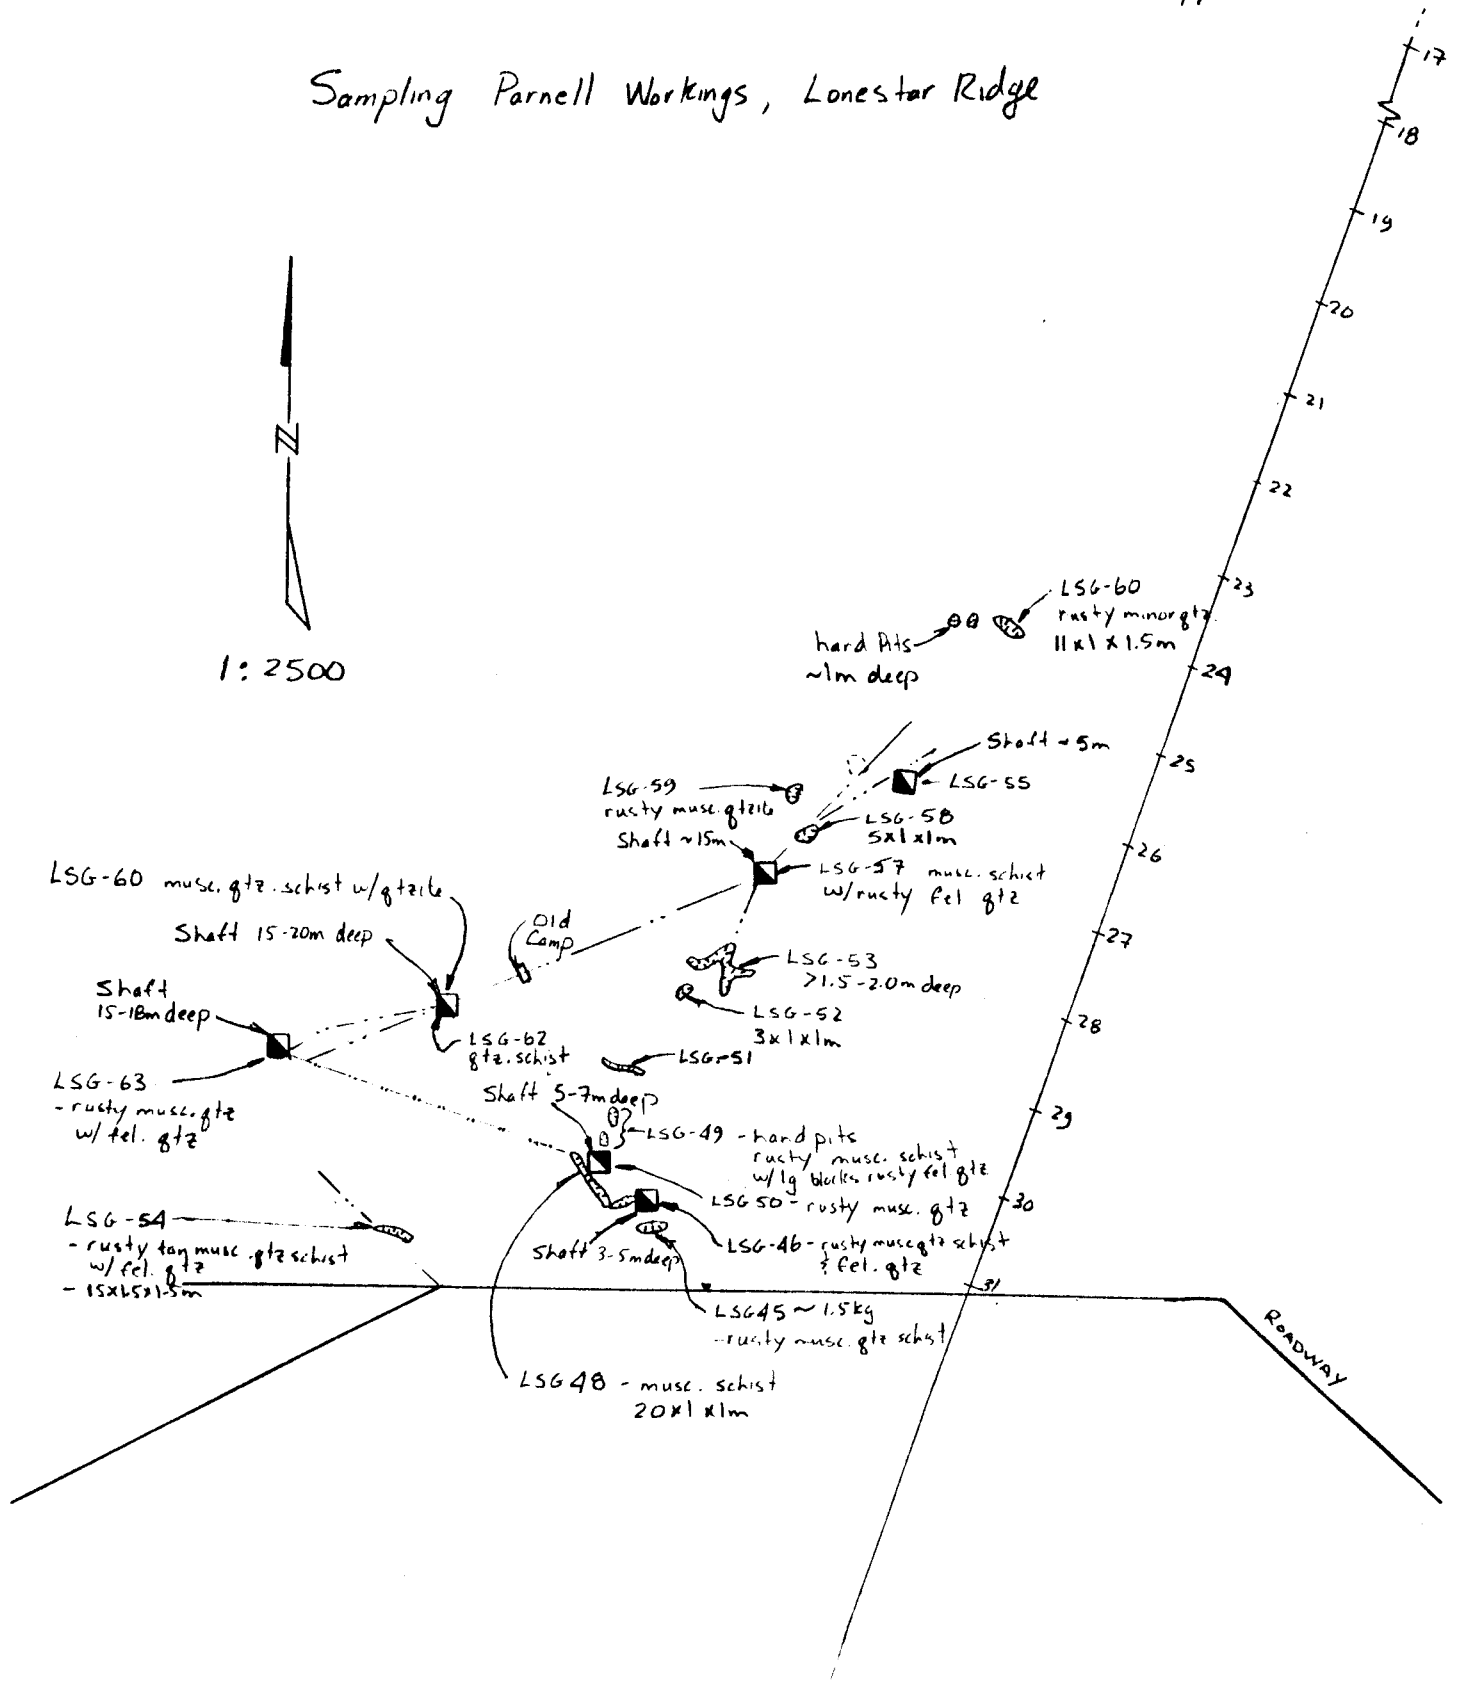 Sampling Parnell Workings, Lonestar Ridge
17
18
19
20
21
22
23
24
25
26
27
28
29
30
31
N
1:2500
LSG-60
rusty minor qtz.
11x1x1.5m
hard Pits
~1m deep
Shaft ~5m
LSG-55
LSG-59
rusty musc. qtzite
Shaft ~15m
LSG-58
5x1x1m
LSG-57 musc. schist
w/rusty fel qtz
LSG-60 musc. qtz. schist w/qtzite
Shaft 15-20m deep
Old
Camp
LSG-53
>1.5-2.0m deep
Shaft
15-18m deep
LSG-52
3x1x1m
LSG-62
qtz. schist
LSG-51
LSG-63
- rusty musc. qtz
w/ fel. qtz
Shaft 5-7m deep
LSG-49 - hand pits
rusty musc. schist
w/ lg blocks rusty fel qtz
LSG 50 - rusty musc. qtz
LSG-54
- rusty tan musc. qtz schist
w/ fel. qtz
- 15x1.5x1.5m
Shaft 3-5m deep
LSG-46 - rusty musc qtz schist
& fel. qtz
LSG45 ~ 1.5kg
- rusty musc. qtz schist
LSG48 - musc. schist
20x1x1m
ROADWAY